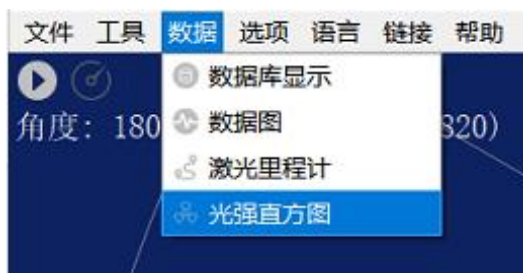 文件 工具 数据 选项 语言 链接 帮助
数据库显示
角度: 180 820)
数据图
激光里程计
光强直方图